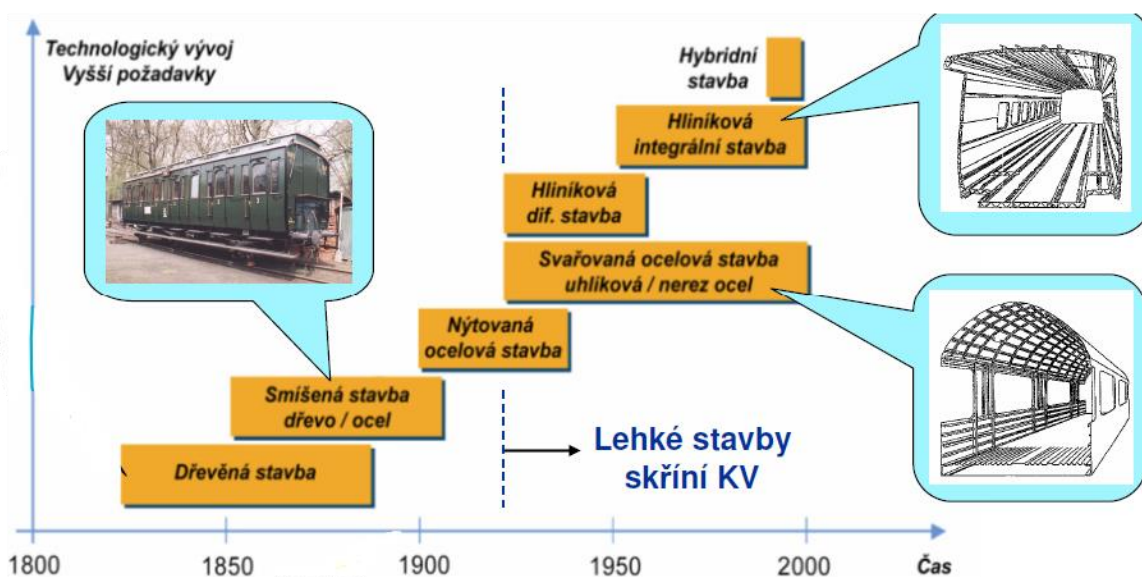 Technologický vývoj
Vyšší požadavky
Hybridní
stavba
Hliníková
integrální stavba
Hliníková
dif. stavba
Svařovaná ocelová stavba
uhlíková / nerez ocel
Nýtovaná
ocelová stavba
Smíšená stavba
dřevo / ocel
Dřevěná stavba
Lehké stavby
skříní KV
1800
1850
1900
1950
2000
Čas